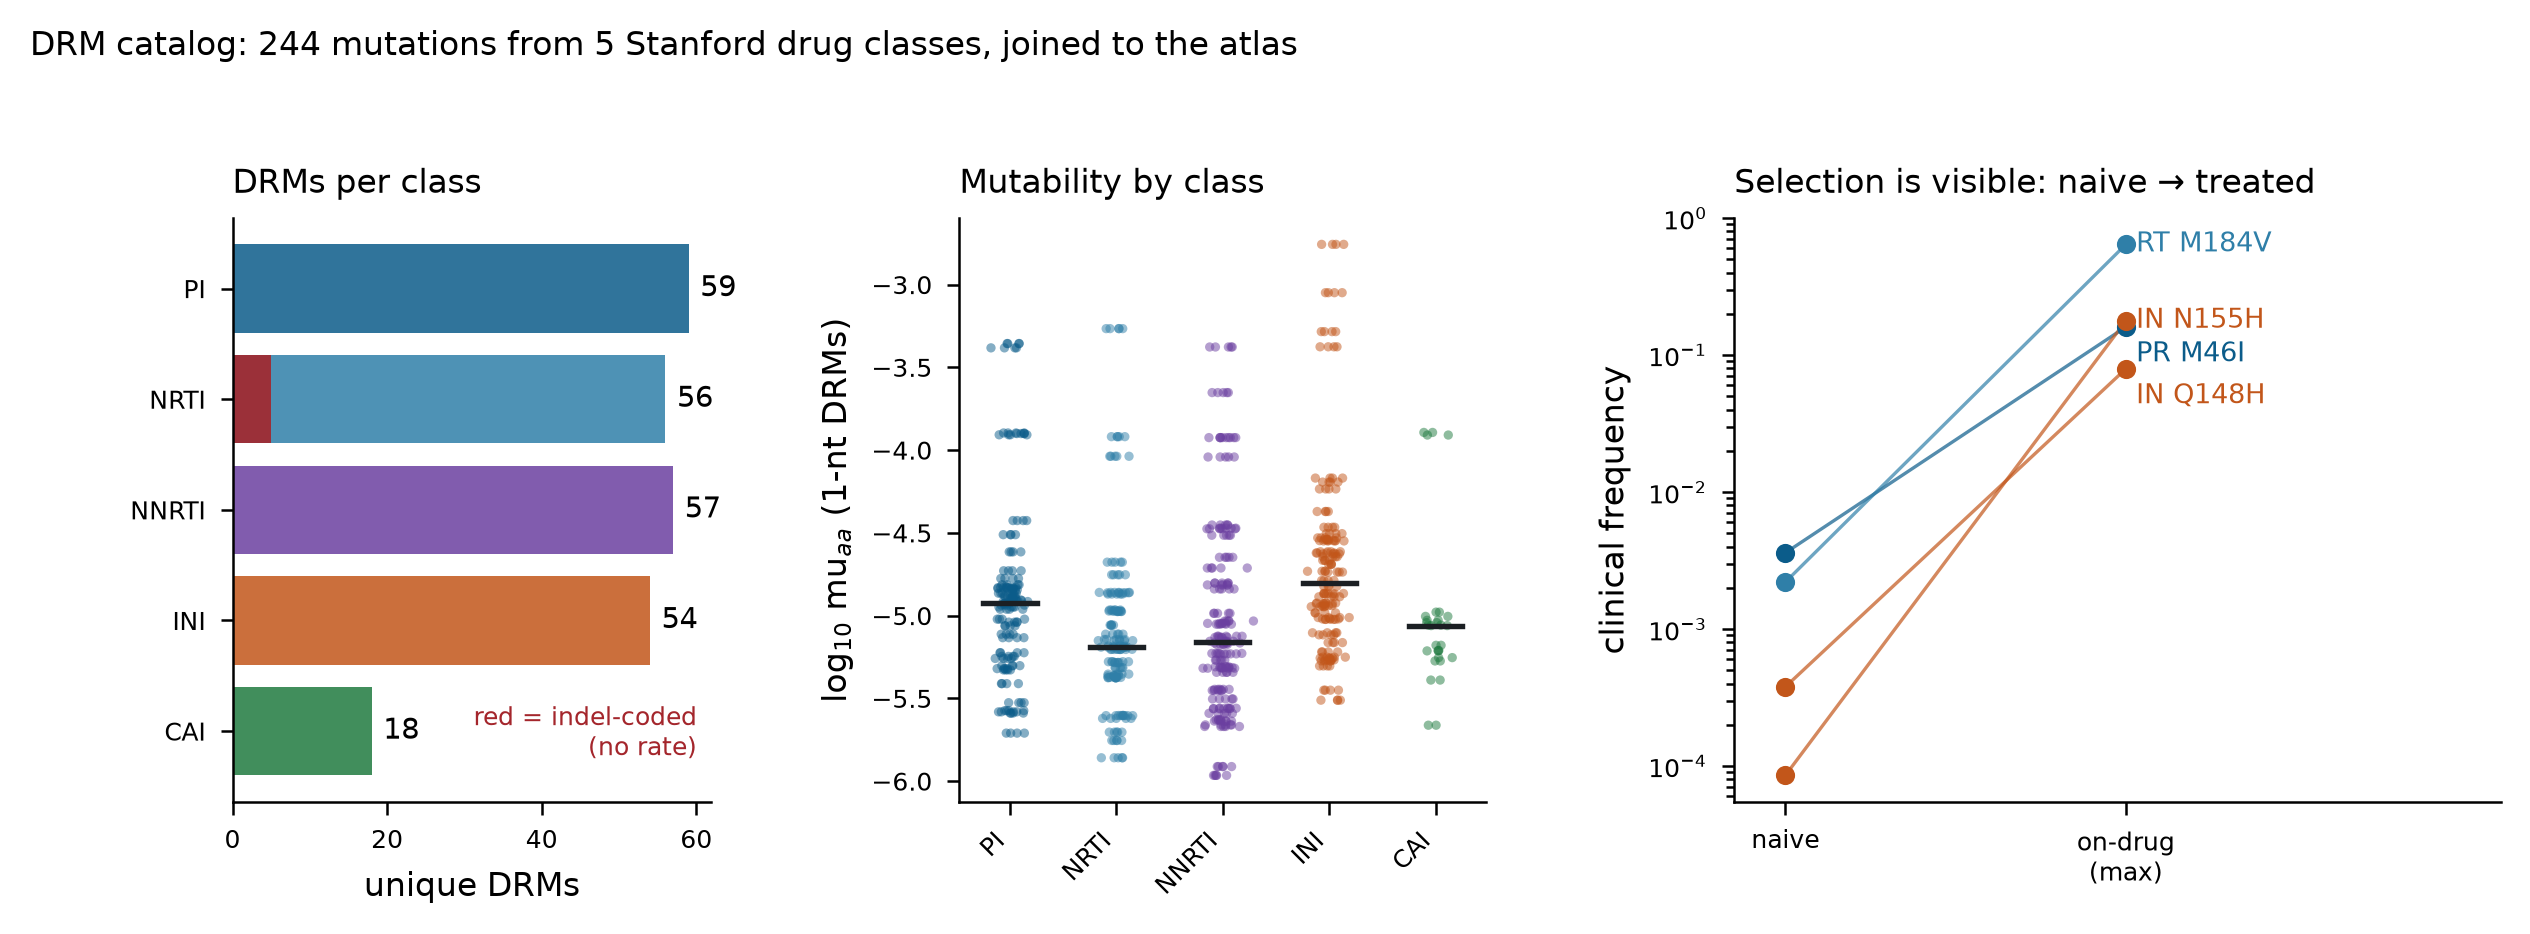 DRM catalog: 244 mutations from 5 Stanford drug classes, joined to the atlas
DRMs per class
PI
NRTI
NNRTI
INI
CAI
59
56
57
54
18
red = indel-coded
(no rate)
0
20
40
60
unique DRMs
Mutability by class
log₁₀ muₐₐ (1-nt DRMs)
−3.0
−3.5
−4.0
−4.5
−5.0
−5.5
−6.0
PI
NRTI
NNRTI
INI
CAI
Selection is visible: naive → treated
clinical frequency
10⁰
10⁻¹
10⁻²
10⁻³
10⁻⁴
RT M184V
IN N155H
PR M46I
IN Q148H
naive
on-drug
(max)